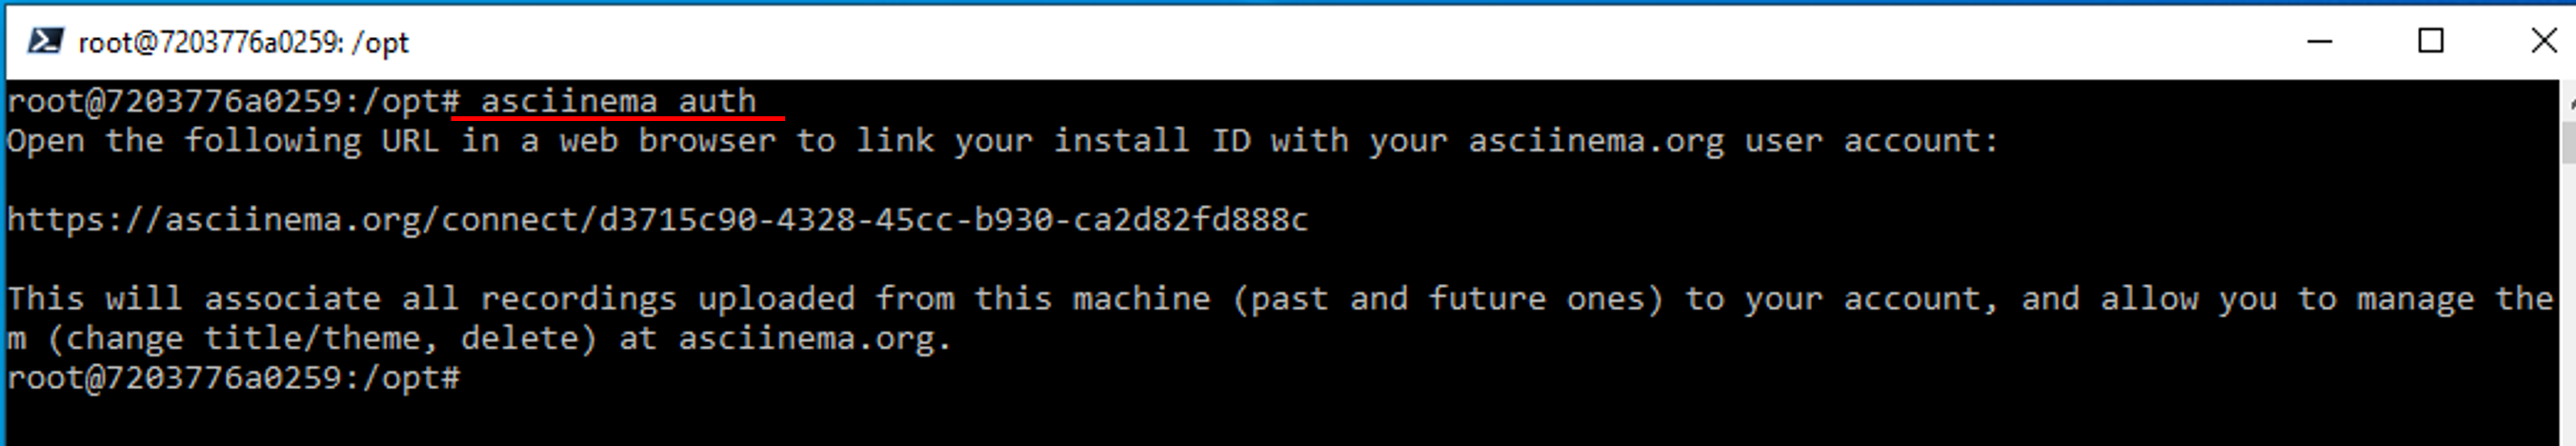 root@7203776a0259: /opt
root@7203776a0259:/opt# asciinema auth
Open the following URL in a web browser to link your install ID with your asciinema.org user account:
https://asciinema.org/connect/d3715c90-4328-45cc-b930-ca2d82fd888c
This will associate all recordings uploaded from this machine (past and future ones) to your account, and allow you to manage the
m (change title/theme, delete) at asciinema.org.
root@7203776a0259:/opt#